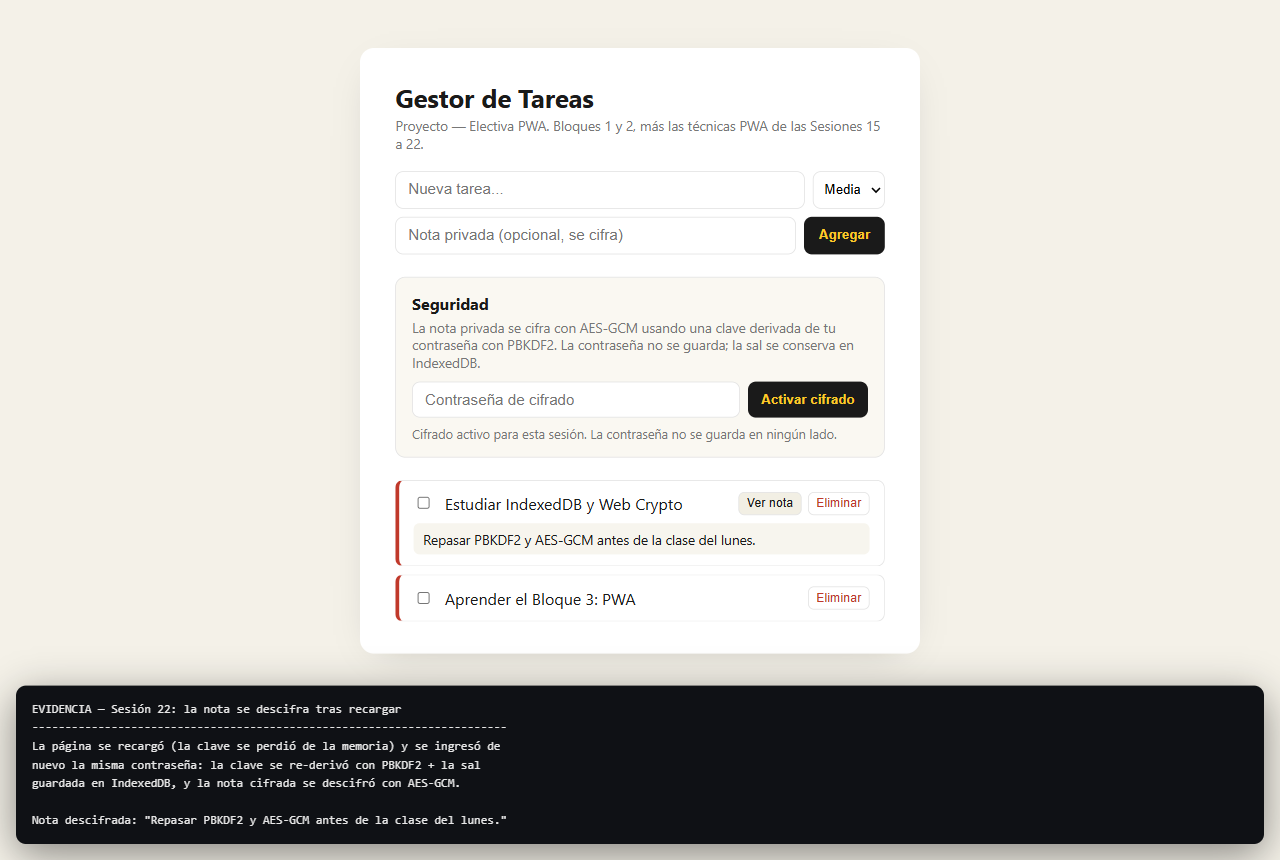 Gestor de Tareas
Proyecto — Electiva PWA. Bloques 1 y 2, más las técnicas PWA de las Sesiones 15
a 22.
Nueva tarea...
Media
Nota privada (opcional, se cifra)
Agregar
Seguridad
La nota privada se cifra con AES-GCM usando una clave derivada de tu
contraseña con PBKDF2. La contraseña no se guarda; la sal se conserva en
IndexedDB.
Contraseña de cifrado
Activar cifrado
Cifrado activo para esta sesión. La contraseña no se guarda en ningún lado.
Estudiar IndexedDB y Web Crypto
Ver nota
Eliminar
Repasar PBKDF2 y AES-GCM antes de la clase del lunes.
Aprender el Bloque 3: PWA
Eliminar
EVIDENCIA — Sesión 22: la nota se descifra tras recargar
------------------------------------------------------------------------
La página se recargó (la clave se perdió de la memoria) y se ingresó de
nuevo la misma contraseña: la clave se re-derivó con PBKDF2 + la sal
guardada en IndexedDB, y la nota cifrada se descifró con AES-GCM.
Nota descifrada: "Repasar PBKDF2 y AES-GCM antes de la clase del lunes."